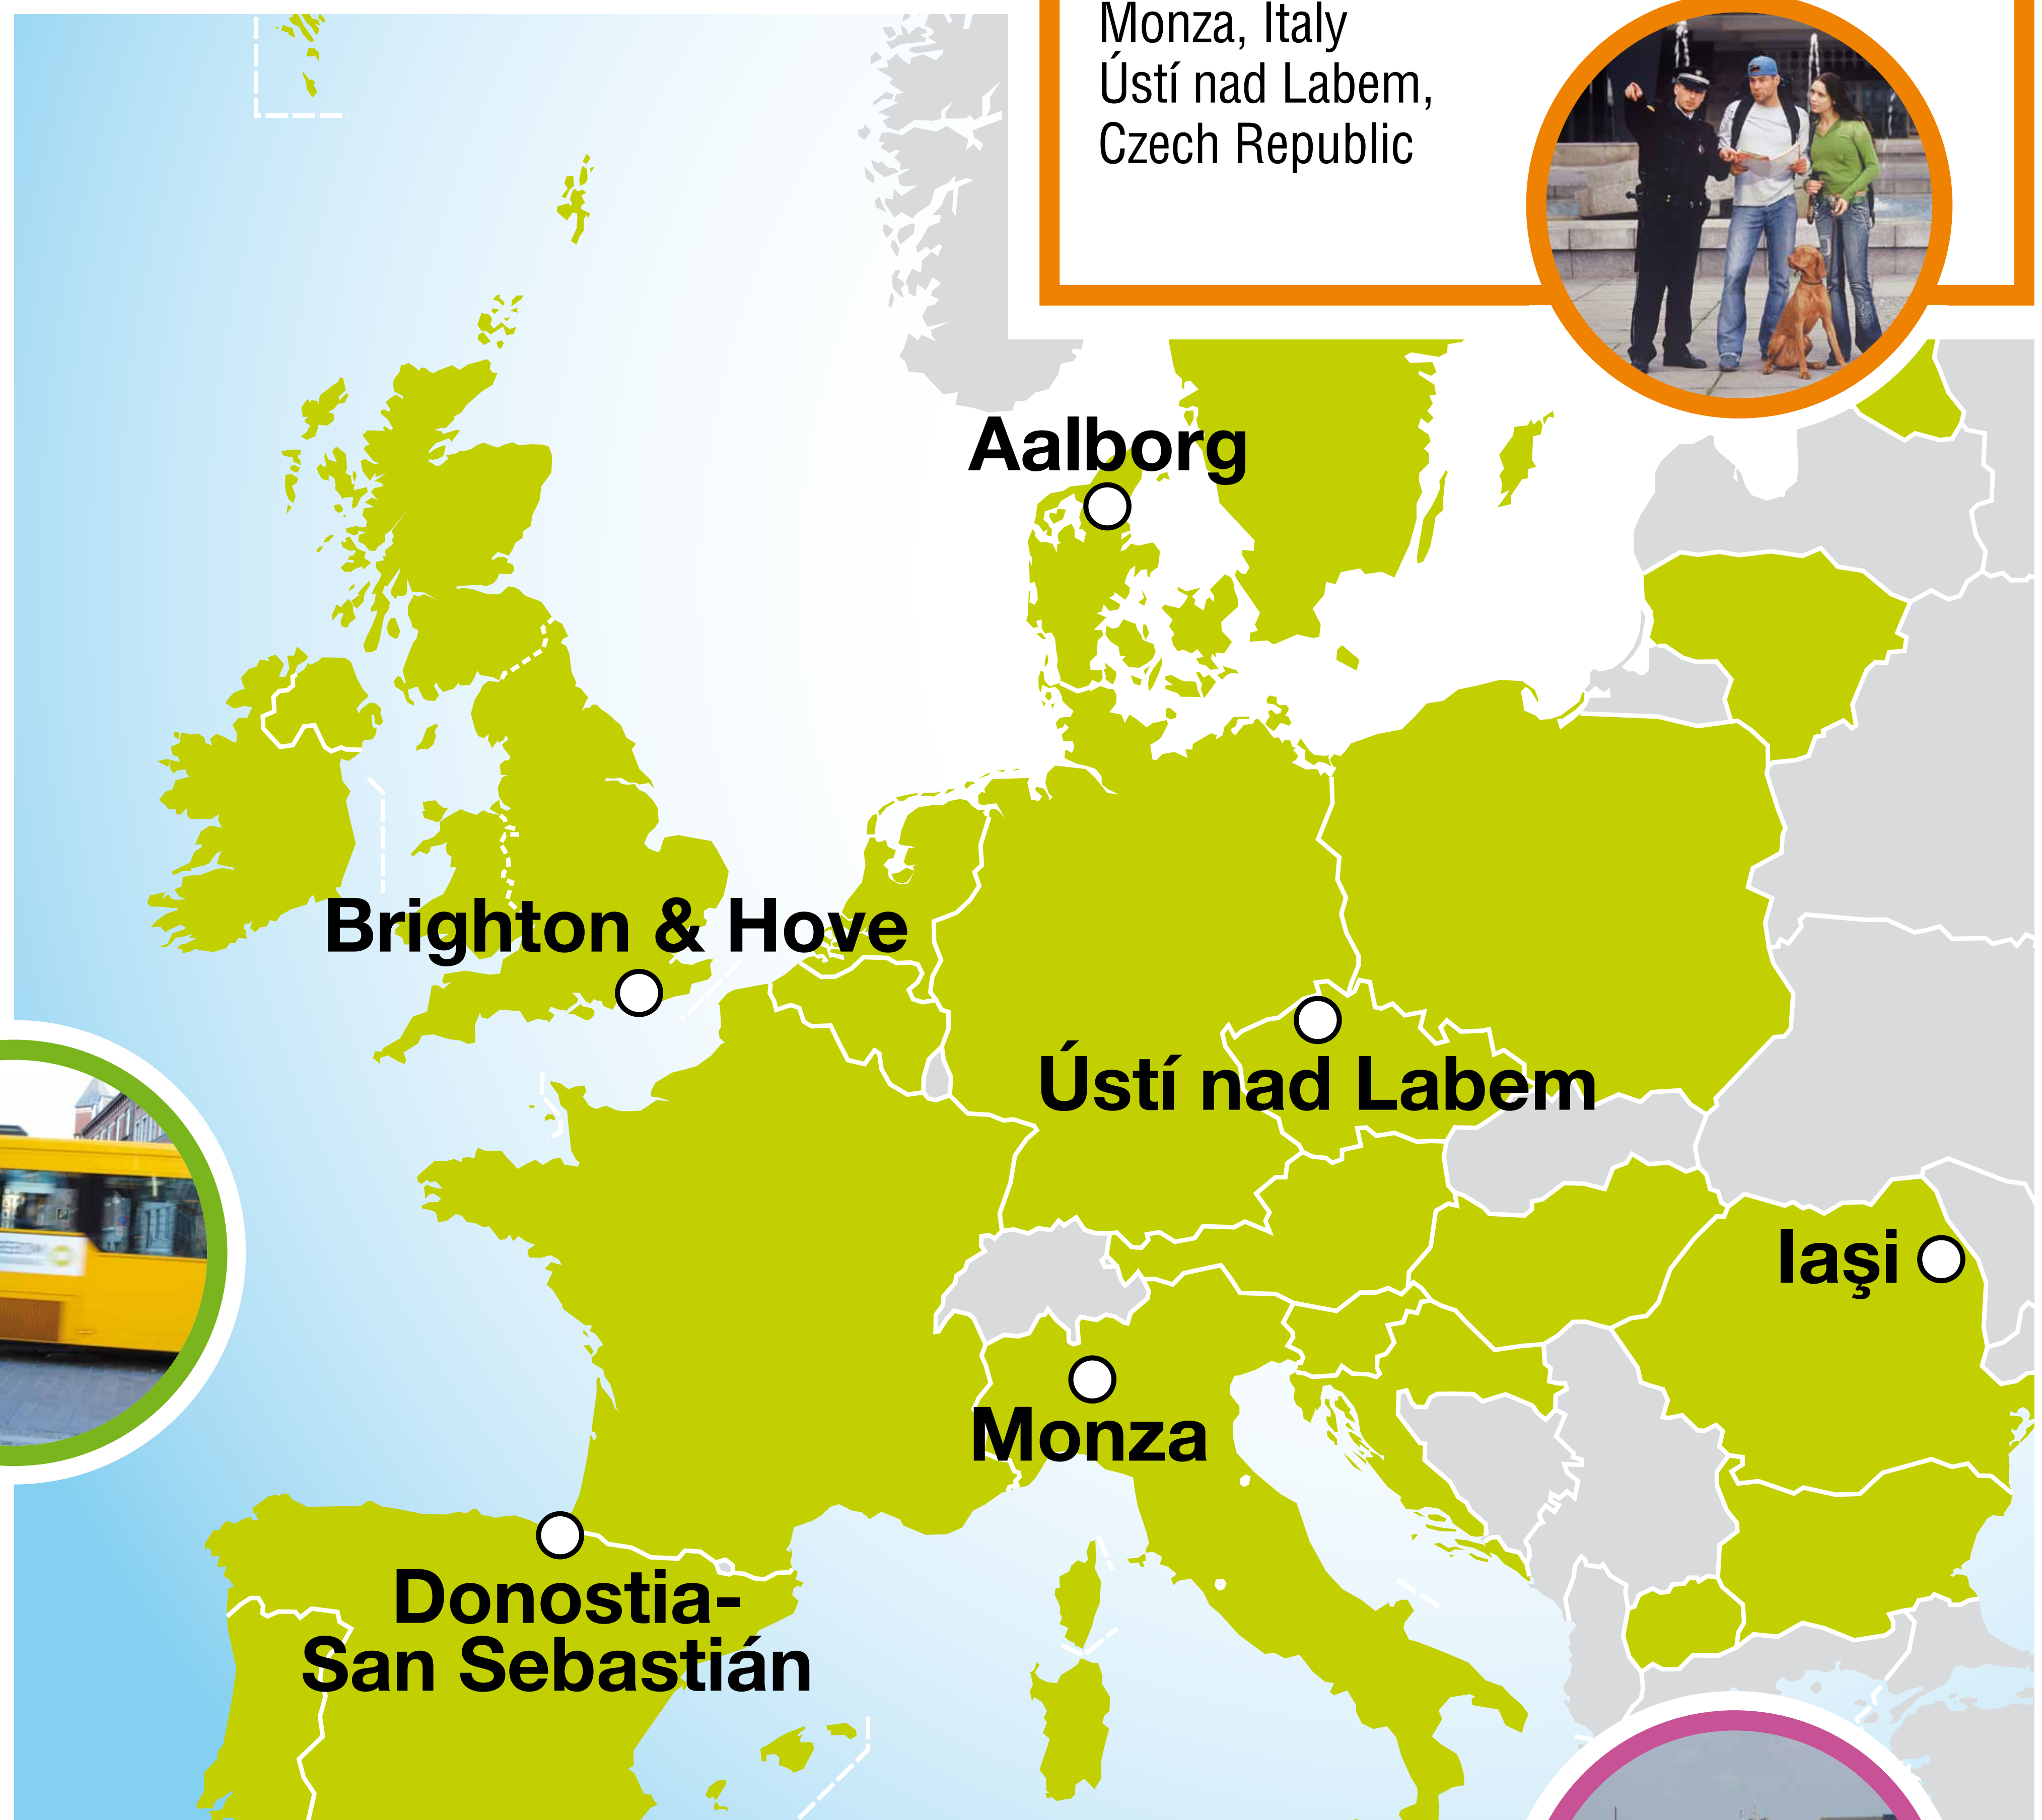 Monza, Italy
Ústí nad Labem,
Czech Republic
Aalborg
Brighton & Hove
Ústí nad Labem
Iaşi
Monza
Donostia-
San Sebastián